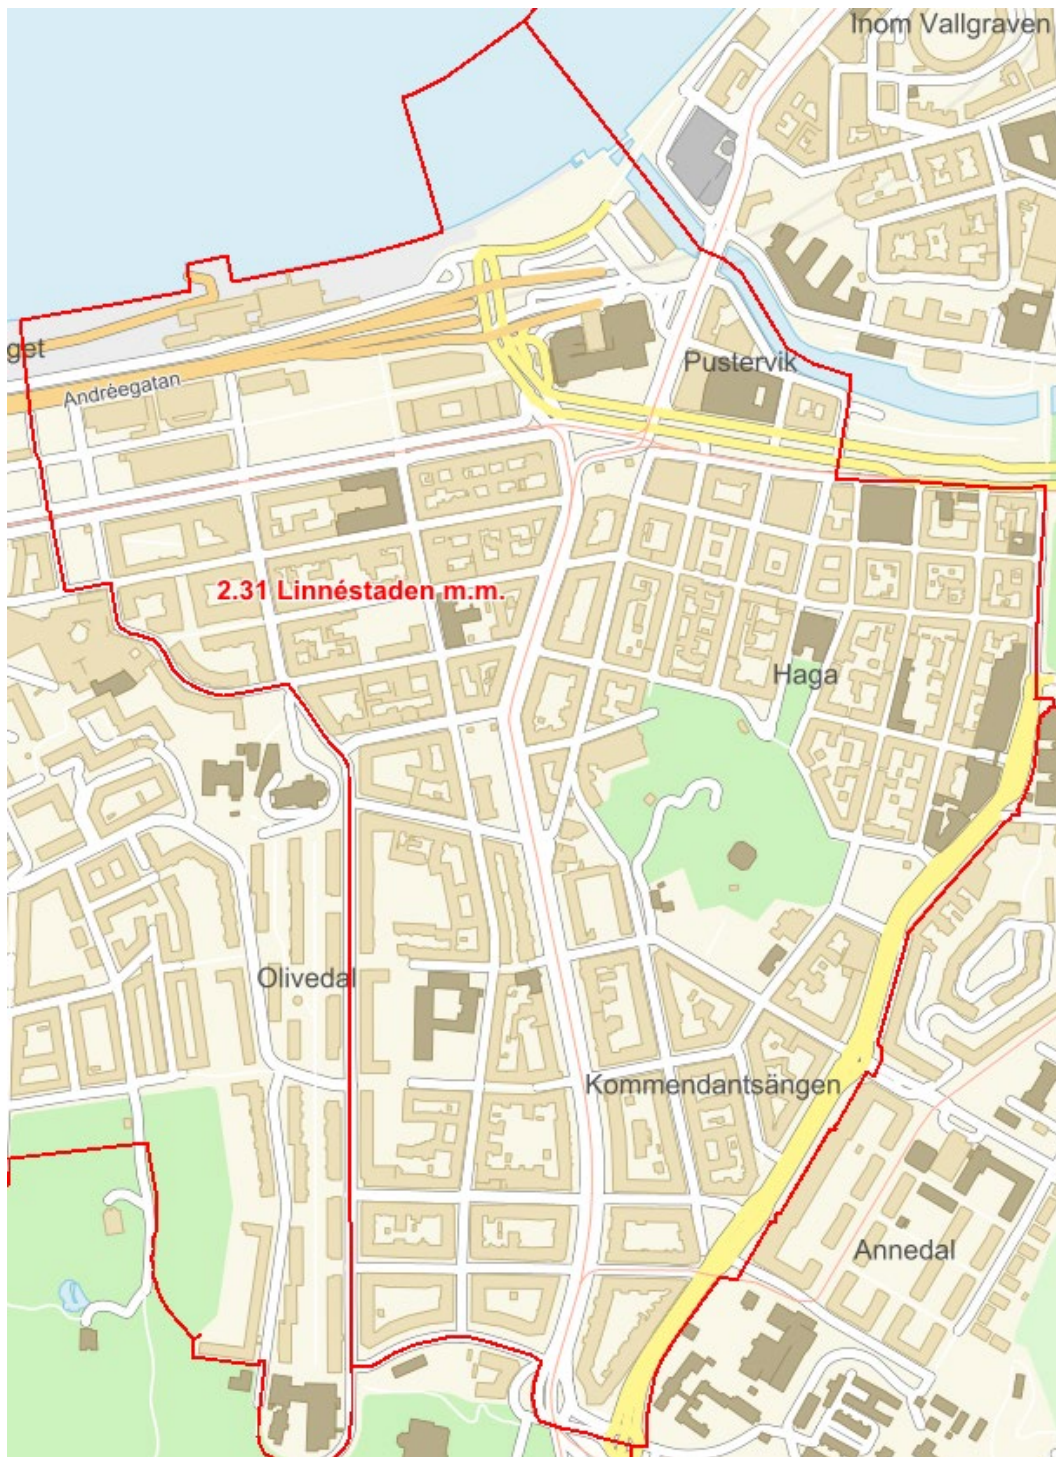 Inom Vallgraven
get
Andréegatan
Pustervik
2.31 Linnéstaden m.m.
Haga
Olivedal
Kommendantsängen
Annedal